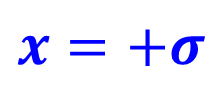 x = +σ